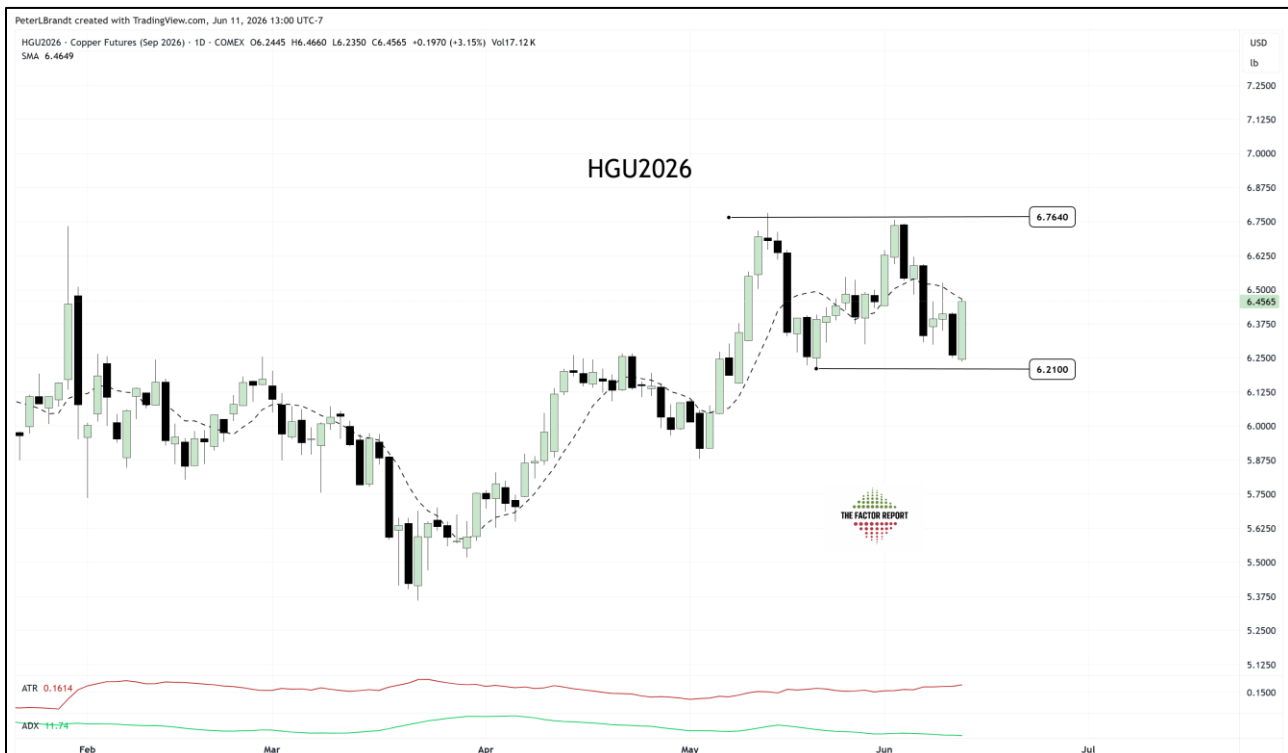 PeterLBrandt created with TradingView.com, Jun 11, 2026 13:00 UTC-7
HGU2026 · Copper Futures (Sep 2026) · 1D · COMEX O6.2445 H6.4660 L6.2350 C6.4565 +0.1970 (+3.15%) Vol17.12 K
SMA 6.4649
USD
lb
7.2500
7.1250
HGU2026
7.0000
6.8750
6.7640
6.7500
6.6250
6.5000
6.4565
6.3750
6.2500
6.2100
6.1250
6.0000
5.8750
5.7500
THE FACTOR REPORT
5.6250
5.5000
5.3750
5.2500
5.1250
ATR 0.1614
0.1500
ADX 11.74
Feb Mar Apr May Jun Jul